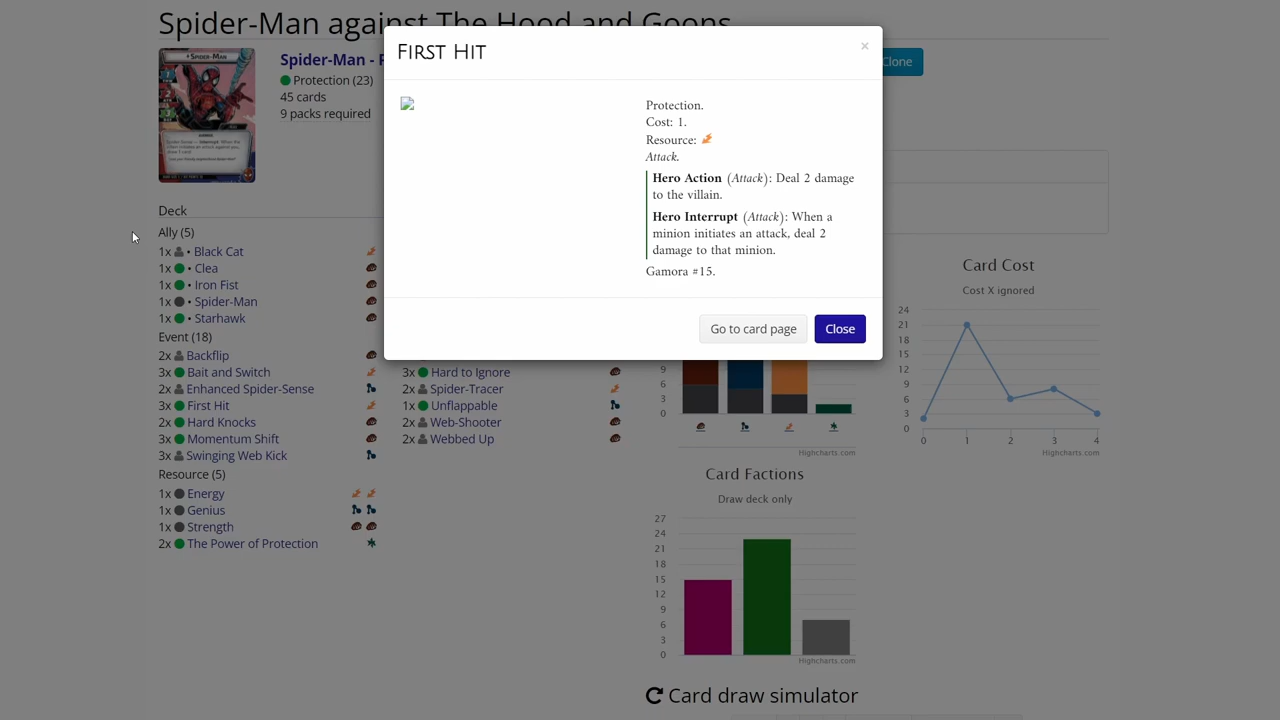 Spider-Man against The Hood and Goons
FIRST HIT
×
Spider-Man
Spider-Man -
Protection (23)
45 cards
9 packs required
Clone
Protection.
Cost: 1.
Resource:
Attack.
Hero Action (Attack): Deal 2 damage
to the villain.
Hero Interrupt (Attack): When a
minion initiates an attack, deal 2
damage to that minion.
Gamora #15.
Go to card page
Close
Deck
Ally (5)
1x • Black Cat
1x • Clea
1x • Iron Fist
1x • Spider-Man
1x • Starhawk
Event (18)
2x Backflip
3x Bait and Switch
2x Enhanced Spider-Sense
3x First Hit
2x Hard Knocks
3x Momentum Shift
3x Swinging Web Kick
Resource (5)
1x Energy
1x Genius
1x Strength
2x The Power of Protection
3x Hard to Ignore
2x Spider-Tracer
1x Unflappable
2x Web-Shooter
2x Webbed Up
9
6
3
0
Highcharts.com
Card Cost
Cost X ignored
24
21
18
15
12
9
6
3
0
0 1 2 3 4
Highcharts.com
Card Factions
Draw deck only
27
24
21
18
15
12
9
6
3
0
Highcharts.com
Card draw simulator